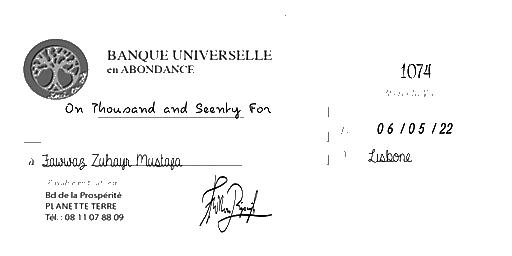 BANQUE UNIVERSELLE
en ABONDANCE
1074
On Thousand and Seenty For
06/05/22
à Fawwaz Zuhayr Mustafa
Lisbone
Bd de la Prospérité
PLANETTE TERRE
Tél. : 08 11 07 88 09